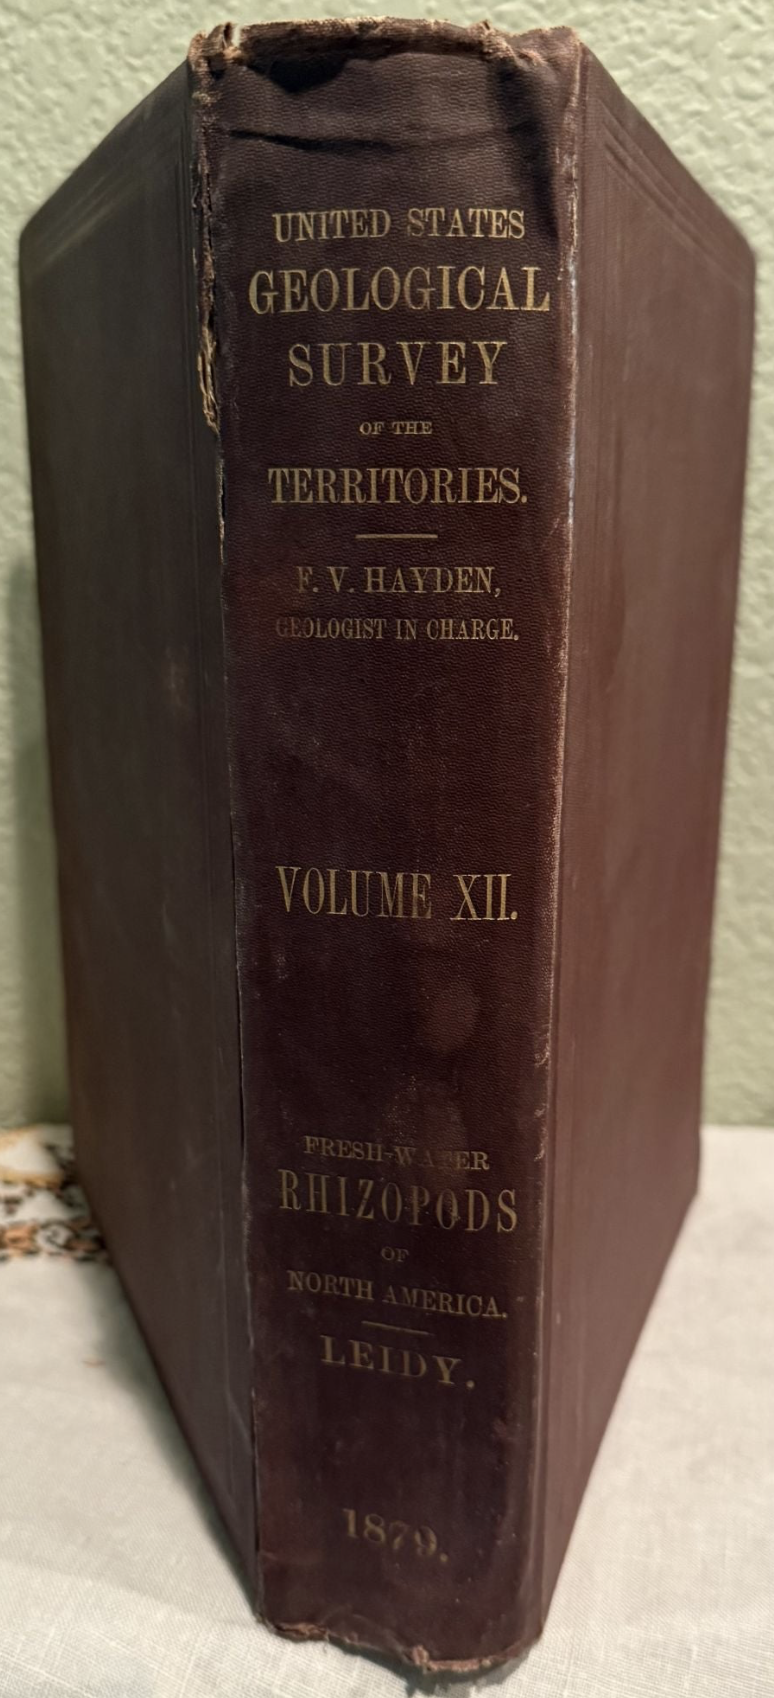 UNITED STATES
GEOLOGICAL
SURVEY
OF THE
TERRITORIES.
F. V. HAYDEN,
GEOLOGIST IN CHARGE.
VOLUME XII.
FRESH-WATER
RHIZOPODS
OF
NORTH AMERICA.
LEIDY.
1879.